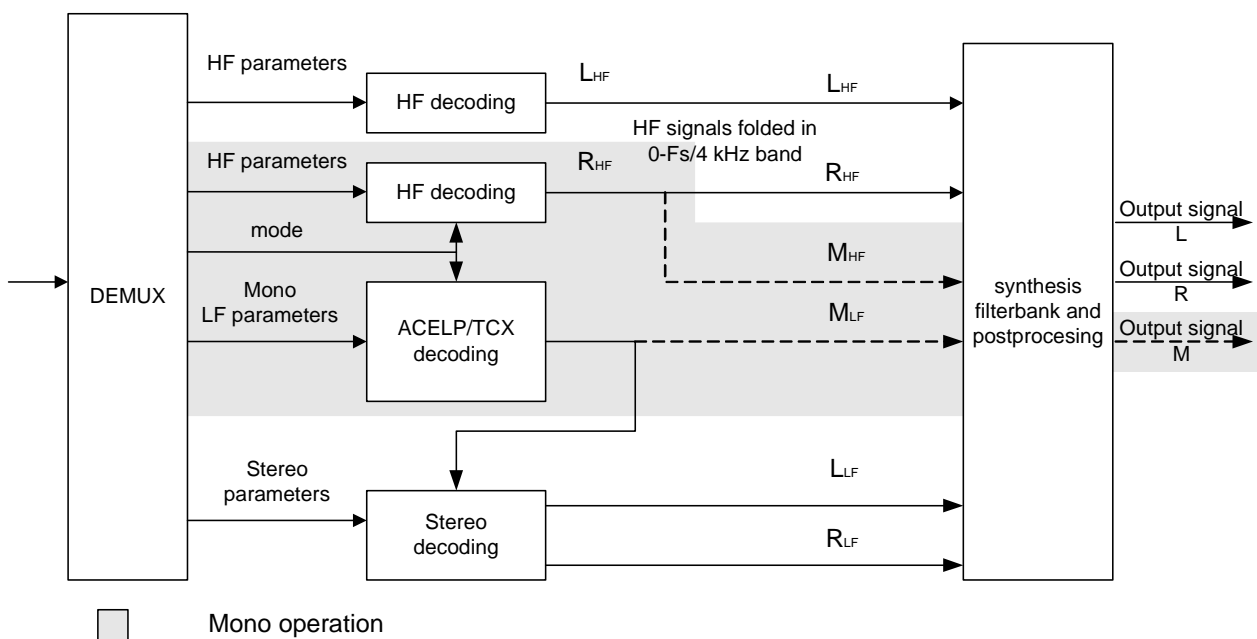 HF parameters
HF decoding
LHF
LHF
HF signals folded in
0-Fs/4 kHz band
HF parameters
HF decoding
RHF
RHF
mode
DEMUX
Mono
LF parameters
ACELP/TCX
decoding
MHF
MLF
synthesis
filterbank and
postprocesing
Output signal
L
Output signal
R
Output signal
M
Stereo
parameters
Stereo
decoding
LLF
RLF
Mono operation